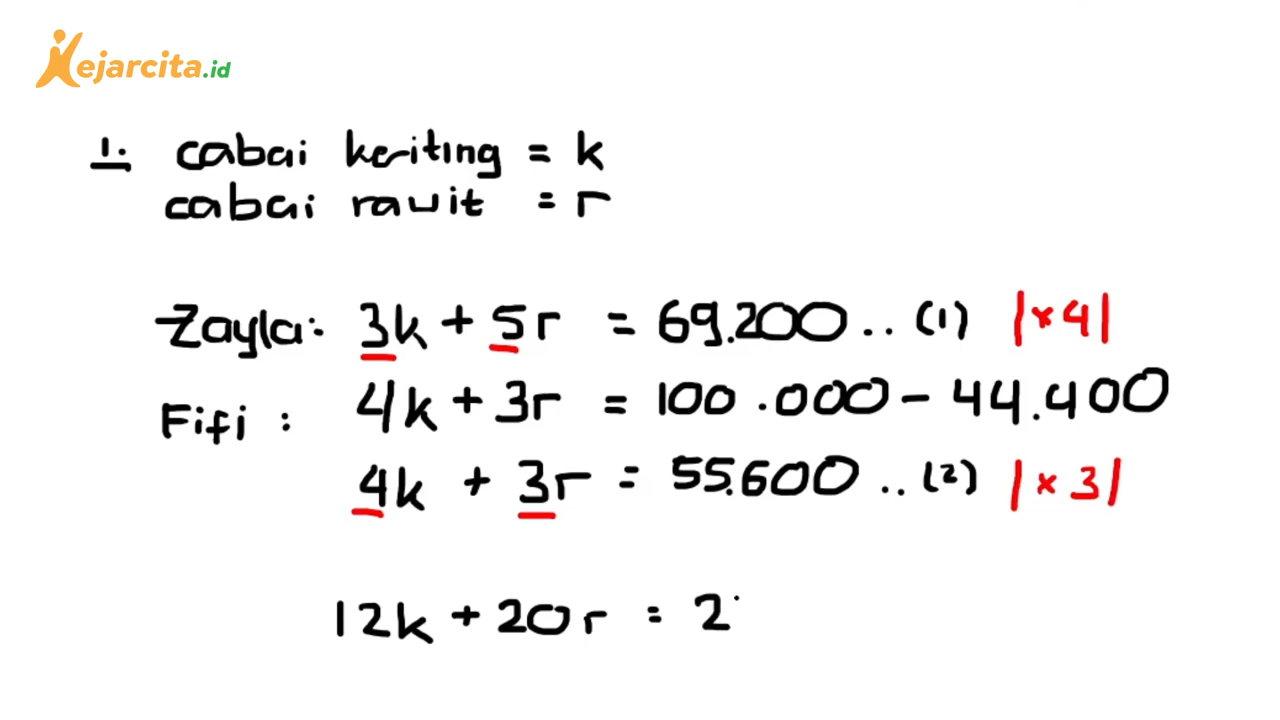 Kejarcita.id
1. cabai keriting = k
cabai rawit = r
Zayla: 3k + 5r = 69.200 .. (1) |×4|
Fifi : 4k + 3r = 100.000 - 44.400
4k + 3r = 55.600 .. (2) |×3|
12k + 20r = 2